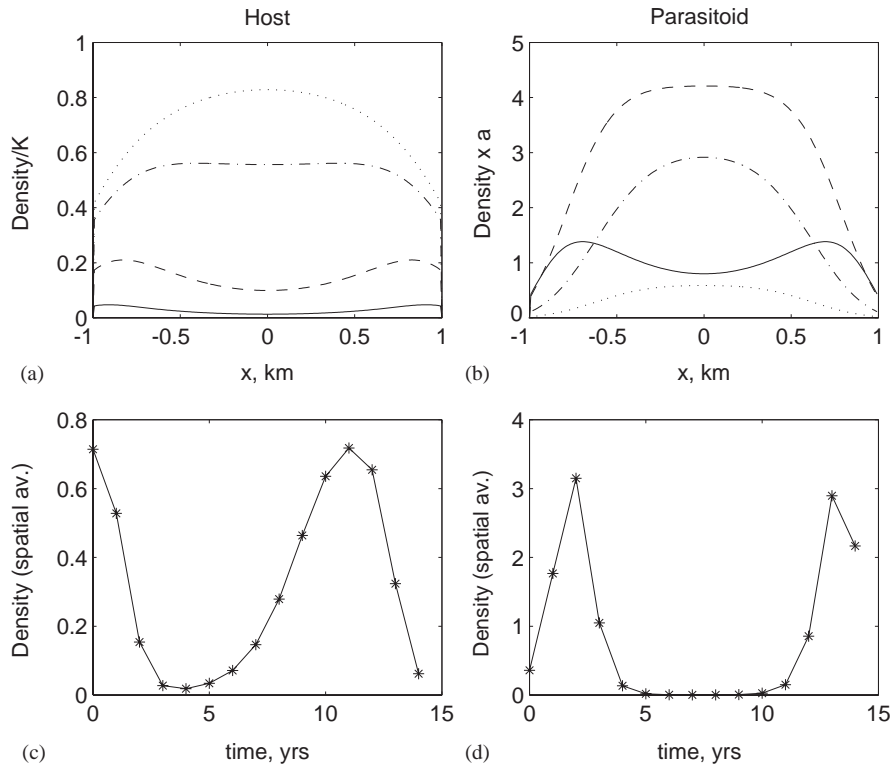 Host
Parasitoid
Density/K
1
0.8
0.6
0.4
0.2
0
-1
-0.5
0
0.5
1
x, km
(a)
Density x a
5
4
3
2
1
0
-1
-0.5
0
0.5
1
x, km
(b)
Density (spatial av.)
0.8
0.6
0.4
0.2
0
0
5
10
15
time, yrs
(c)
Density (spatial av.)
4
3
2
1
0
0
5
10
15
time, yrs
(d)